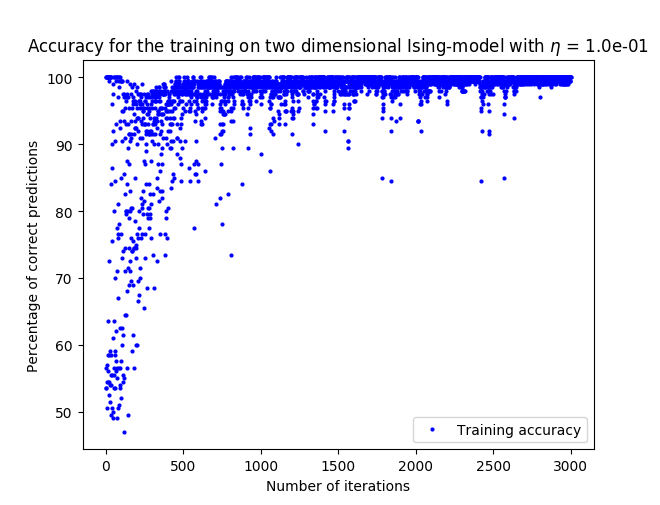 Accuracy for the training on two dimensional Ising-model with η = 1.0e-01
Percentage of correct predictions
100
90
80
70
60
50
Training accuracy
0 500 1000 1500 2000 2500 3000
Number of iterations